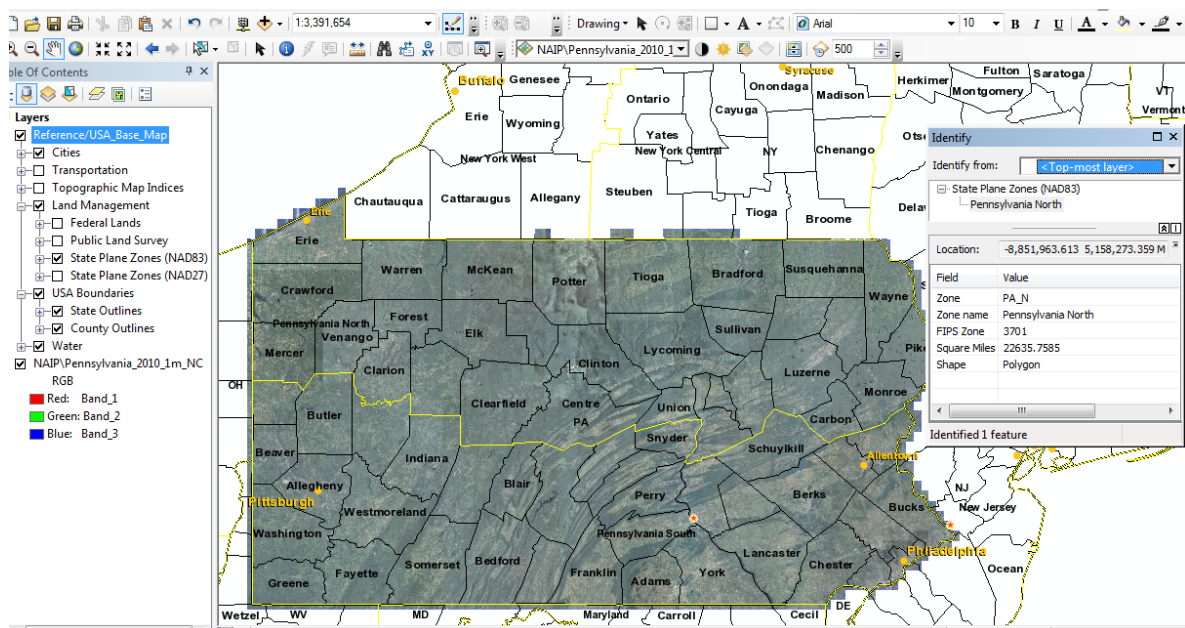 1:3,391,654
Drawing
Arial
10
B I U A
NAIP\Pennsylvania_2010_1
500
ble Of Contents
Layers
Reference/USA_Base_Map
Cities
Transportation
Topographic Map Indices
Land Management
Federal Lands
Public Land Survey
State Plane Zones (NAD83)
State Plane Zones (NAD27)
USA Boundaries
State Outlines
County Outlines
Water
NAIP\Pennsylvania_2010_1m_NC
RGB
Red: Band_1
Green: Band_2
Blue: Band_3
Buffalo Genesee Syracuse Herkimer Fulton Saratoga
Ontario Onondaga Madison Montgomery VT
Erie Wyoming Cayuga Vermont
Yates Otse
New York West New York Central NY Chenango
Chautauqua Cattaraugus Allegany Steuben Dela
Tioga Broome
Erie
Erie
Warren McKean Potter Tioga Bradford Susquehanna
Crawford Wayne
Pennsylvania North Forest
Venango Elk Sullivan
Mercer Lycoming Pik
Clarion Clinton Luzerne
OH Clearfield Centre Monroe
Butler PA Union Carbon
Snyder
Beaver Indiana Schuylkill
Allentown
Allegheny Blair
Pittsburgh Perry Berks NJ
Westmoreland Bucks New Jersey
Washington Pennsylvania South
Lancaster Philadelphia
Somerset Bedford Chester Ocean
Greene Fayette Franklin Adams York
DE
Wetzel WV MD Maryland Carroll Cecil
Identify
Identify from: <Top-most layer>
State Plane Zones (NAD83)
Pennsylvania North
Location: -8,851,963.613 5,158,273.359 M
Field Value
Zone PA_N
Zone name Pennsylvania North
FIPS Zone 3701
Square Miles 22635.7585
Shape Polygon
Identified 1 feature